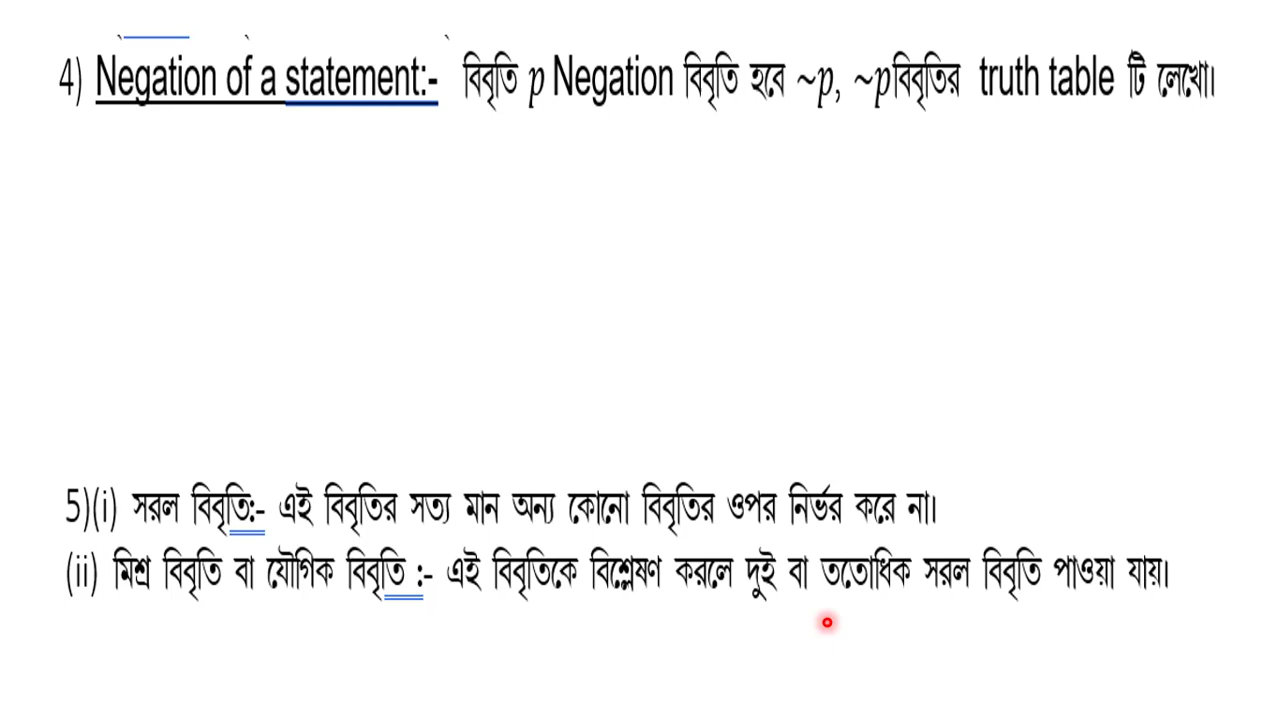 4) Negation of a statement:- বিবৃতি p Negation বিবৃতি হবে ~p, ~pবিবৃতির truth table টি লেখো।
5)(i) সরল বিবৃতি:- এই বিবৃতির সত্য মান অন্য কোনো বিবৃতির ওপর নির্ভর করে না।
(ii) মিশ্র বিবৃতি বা যৌগিক বিবৃতি :- এই বিবৃতিকে বিশ্লেষণ করলে দুই বা ততোধিক সরল বিবৃতি পাওয়া যায়।